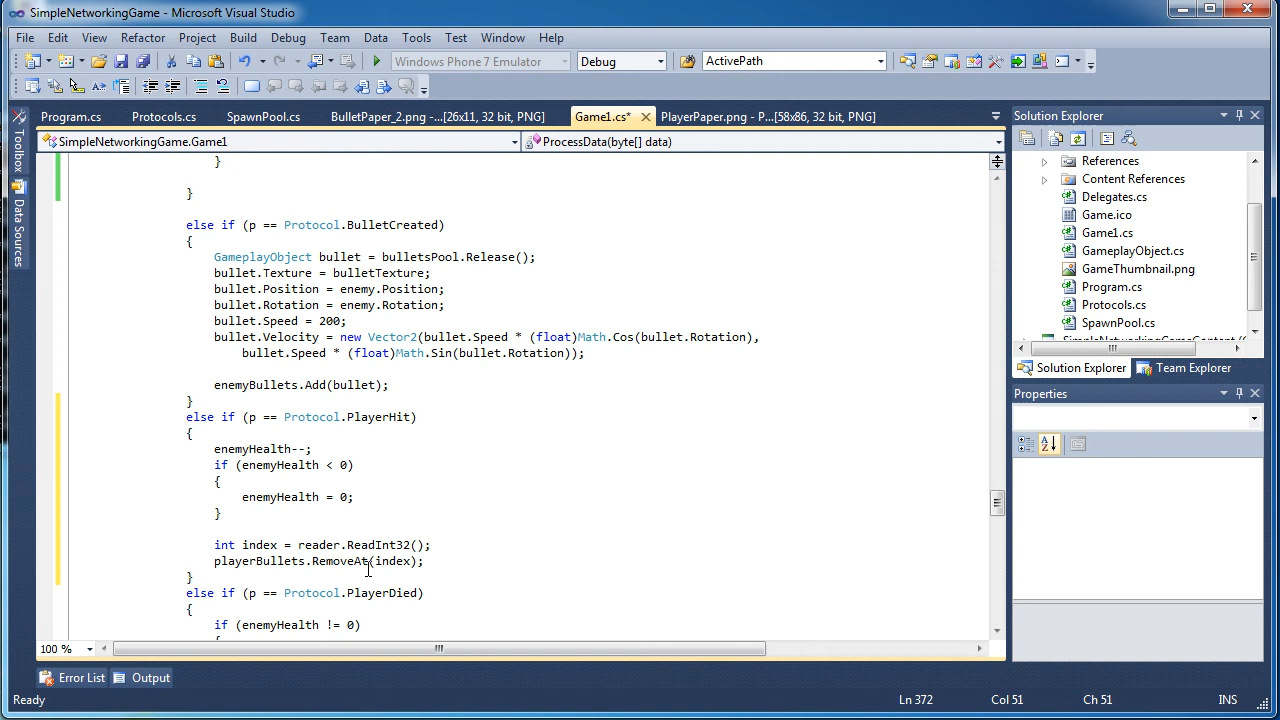 SimpleNetworkingGame - Microsoft Visual Studio
File Edit View Refactor Project Build Debug Team Data Tools Test Window Help
Windows Phone 7 Emulator Debug ActivePath
Program.cs Protocols.cs SpawnPool.cs BulletPaper_2.png -...[26x11, 32 bit, PNG] Game1.cs* PlayerPaper.png - P...[58x86, 32 bit, PNG]
SimpleNetworkingGame.Game1 ProcessData(byte[] data)
}
}
else if (p == Protocol.BulletCreated)
{
GameplayObject bullet = bulletsPool.Release();
bullet.Texture = bulletTexture;
bullet.Position = enemy.Position;
bullet.Rotation = enemy.Rotation;
bullet.Speed = 200;
bullet.Velocity = new Vector2(bullet.Speed * (float)Math.Cos(bullet.Rotation),
bullet.Speed * (float)Math.Sin(bullet.Rotation));
enemyBullets.Add(bullet);
}
else if (p == Protocol.PlayerHit)
{
enemyHealth--;
if (enemyHealth < 0)
{
enemyHealth = 0;
}
int index = reader.ReadInt32();
playerBullets.RemoveAt(index);
}
else if (p == Protocol.PlayerDied)
{
if (enemyHealth != 0)
100 %
Toolbox
Data Sources
Solution Explorer
References
Content References
Delegates.cs
Game.ico
Game1.cs
GameplayObject.cs
GameThumbnail.png
Program.cs
Protocols.cs
SpawnPool.cs
Solution Explorer Team Explorer
Properties
Error List Output
Ready Ln 372 Col 51 Ch 51 INS